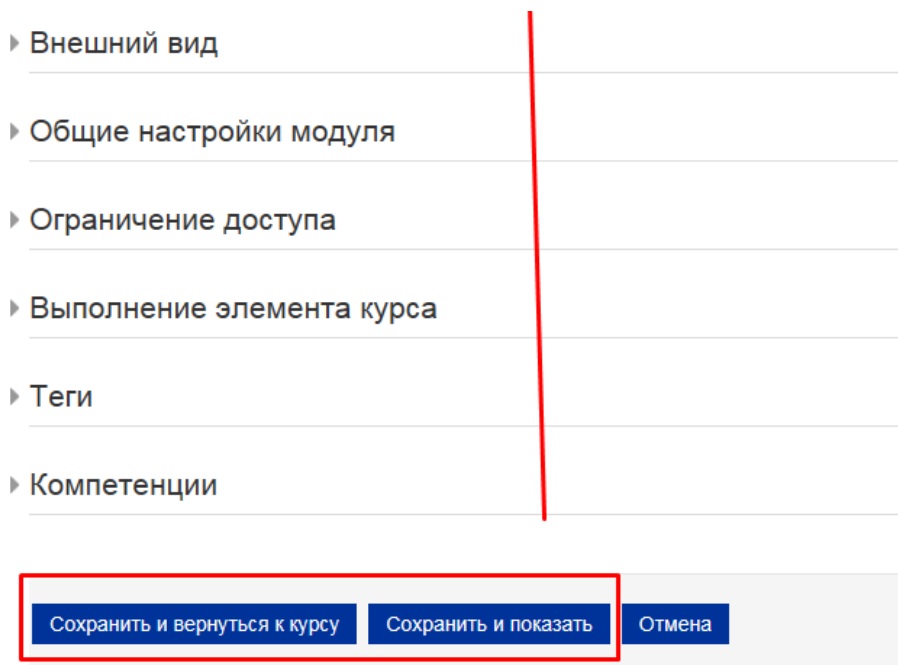 Внешний вид
Общие настройки модуля
Ограничение доступа
Выполнение элемента курса
Теги
Компетенции
Сохранить и вернуться к курсу Сохранить и показать Отмена